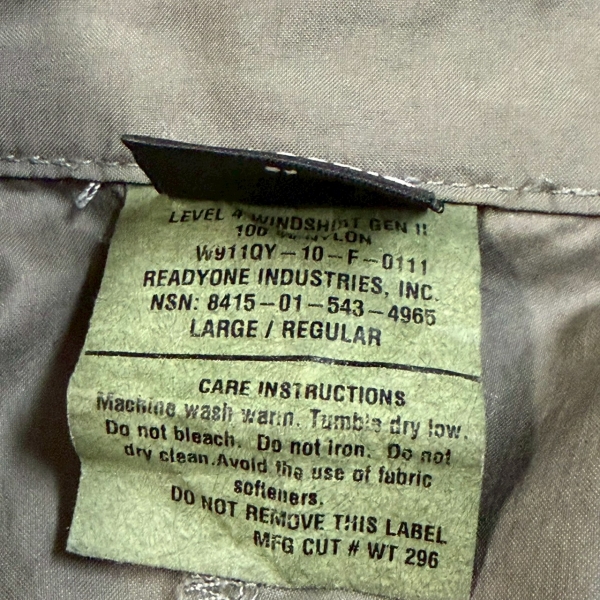 LEVEL 4 WINDSHIRT GEN II
100 % NYLON
W911QY-10-F-0111
READYONE INDUSTRIES, INC.
NSN: 8415-01-543-4965
LARGE / REGULAR
CARE INSTRUCTIONS
Machine wash warm. Tumble dry low.
Do not bleach. Do not iron. Do not
dry clean.Avoid the use of fabric
softeners.
DO NOT REMOVE THIS LABEL
MFG CUT # WT 296